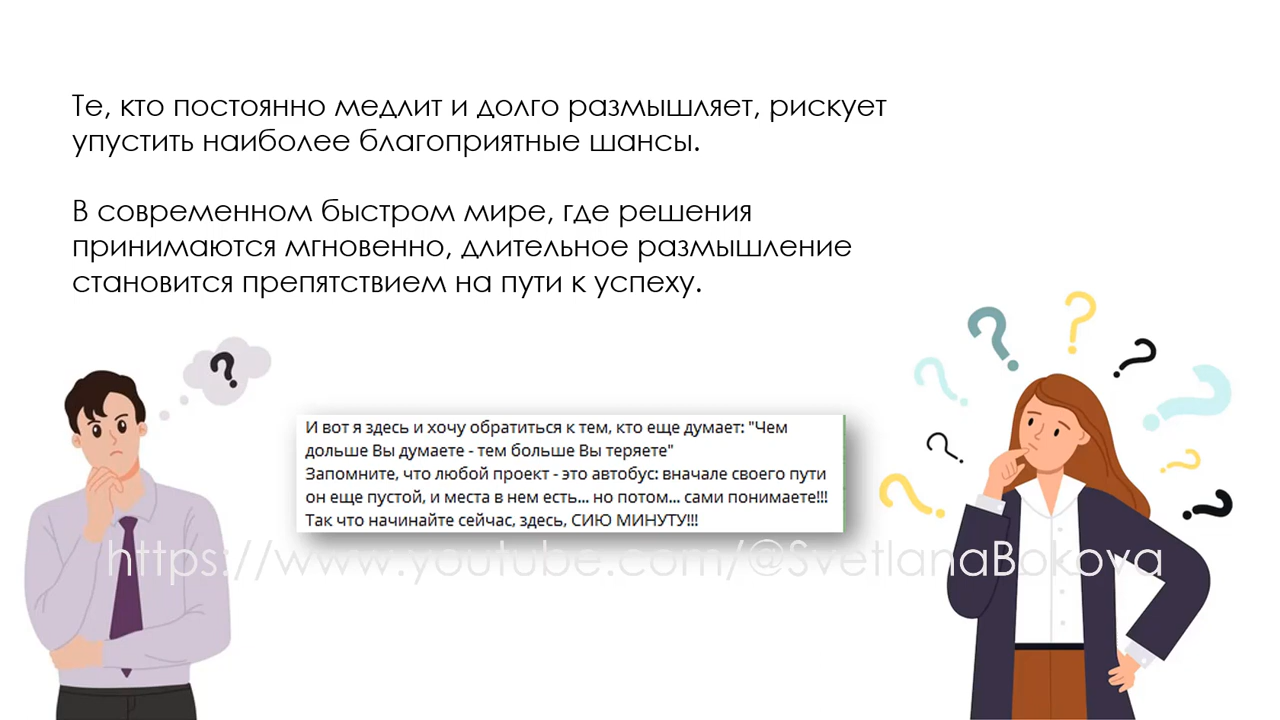 Те, кто постоянно медлит и долго размышляет, рискует
упустить наиболее благоприятные шансы.
В современном быстром мире, где решения
принимаются мгновенно, длительное размышление
становится препятствием на пути к успеху.
?
? ? ? ? ? ? ? ? ?
И вот я здесь и хочу обратиться к тем, кто еще думает: "Чем
дольше Вы думаете - тем больше Вы теряете"
Запомните, что любой проект - это автобус: вначале своего пути
он еще пустой, и места в нем есть... но потом... сами понимаете!!!
Так что начинайте сейчас, здесь, СИЮ МИНУТУ!!!
https://www.youtube.com/@SvetlanaBokova